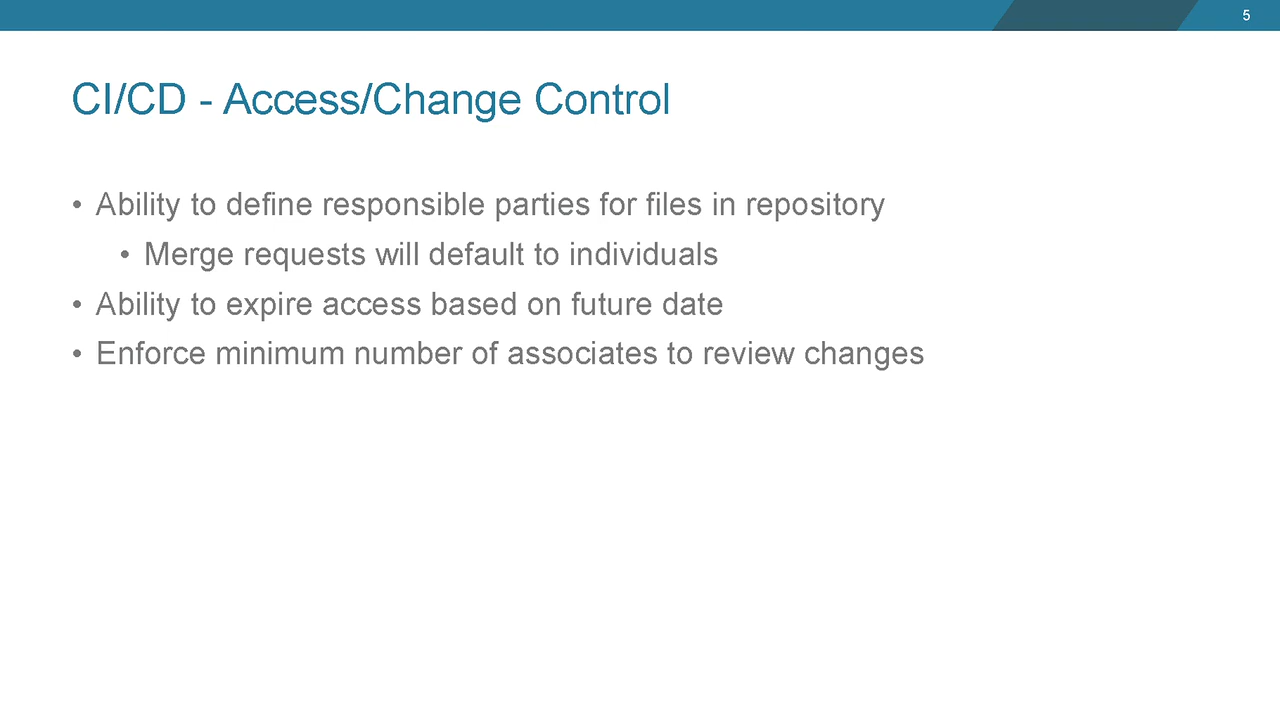 5
CI/CD - Access/Change Control
• Ability to define responsible parties for files in repository
• Merge requests will default to individuals
• Ability to expire access based on future date
• Enforce minimum number of associates to review changes